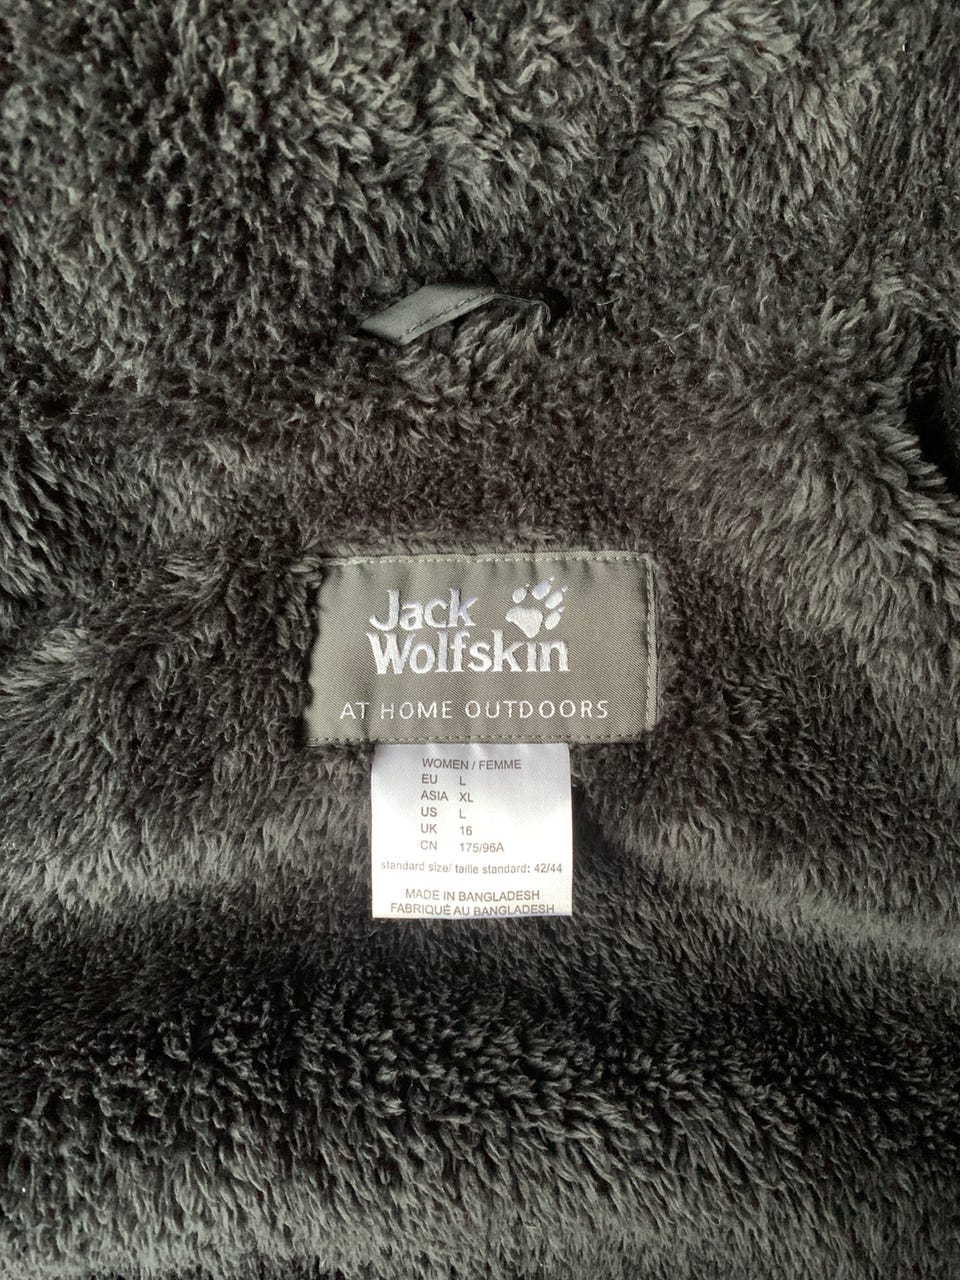 Jack
Wolfskin
AT HOME OUTDOORS
WOMEN / FEMME
EU L
ASIA XL
US L
UK 16
CN 175/96A
standard size/ taille standard: 42/44
MADE IN BANGLADESH
FABRIQUÉ AU BANGLADESH